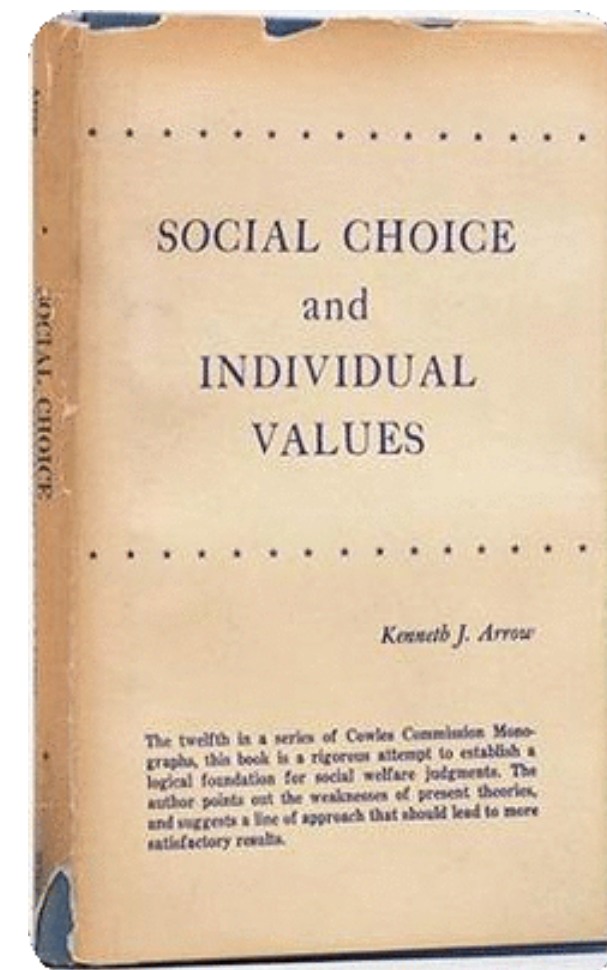 SOCIAL CHOICE
and
INDIVIDUAL
VALUES
Kenneth J. Arrow
The twelfth in a series of Cowles Commission Mono-
graphs, this book is a rigorous attempt to establish a
logical foundation for social welfare judgments. The
author points out the weaknesses of present theories,
and suggests a line of approach that should lead to more
satisfactory results.
SOCIAL CHOICE